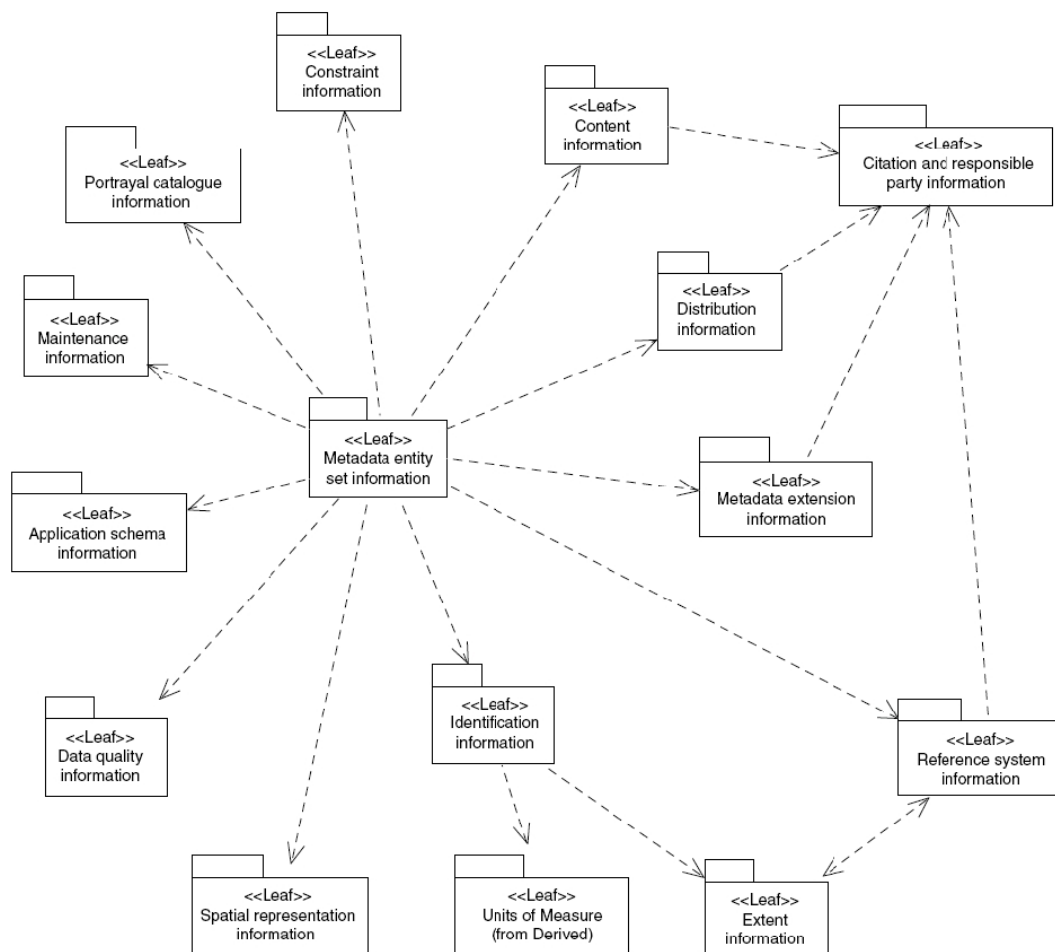 <<Leaf>>
Constraint
information
<<Leaf>>
Content
information
<<Leaf>>
Citation and responsible
party information
<<Leaf>>
Portrayal catalogue
information
<<Leaf>>
Distribution
information
<<Leaf>>
Maintenance
information
<<Leaf>>
Metadata entity
set information
<<Leaf>>
Metadata extension
information
<<Leaf>>
Application schema
information
<<Leaf>>
Identification
information
<<Leaf>>
Data quality
information
<<Leaf>>
Reference system
information
<<Leaf>>
Spatial representation
information
<<Leaf>>
Units of Measure
(from Derived)
<<Leaf>>
Extent
information